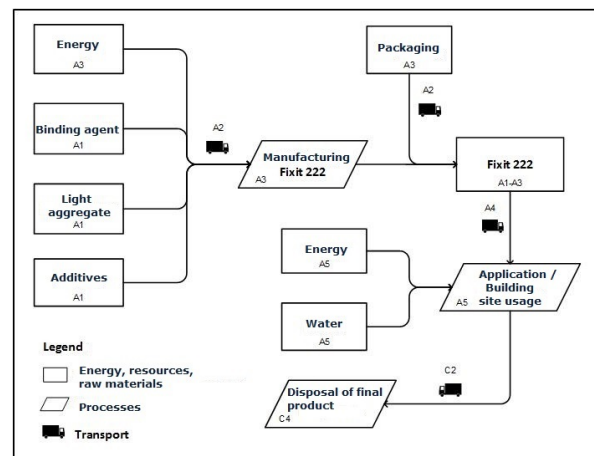 Energy
A3
Packaging
A3
A2
Binding agent
A1
A2
Manufacturing
Fixit 222
A3
Fixit 222
A1-A3
Light
aggregate
A1
A4
Energy
A5
Additives
A1
Application /
Building
site usage
A5
Water
A5
Legend
Energy, resources,
raw materials
Processes
Transport
C2
Disposal of final
product
C4